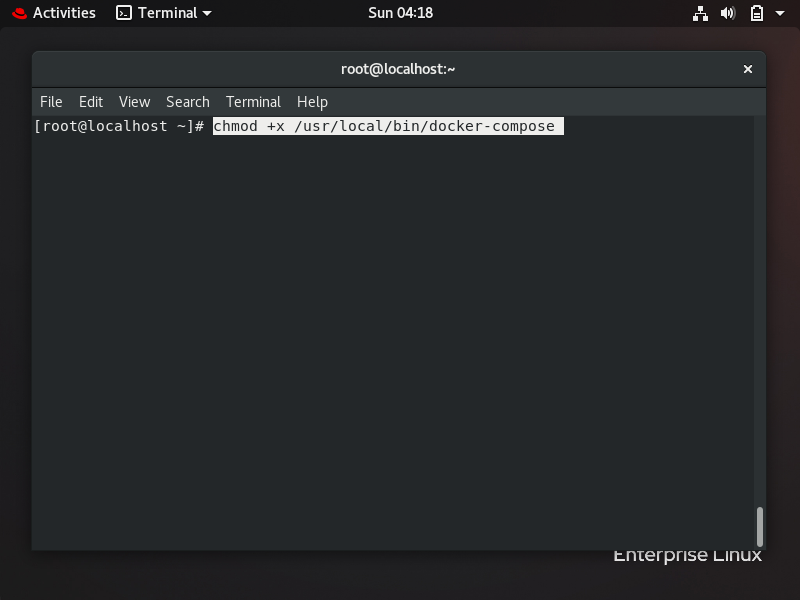 Activities Terminal Sun 04:18
root@localhost:~
File Edit View Search Terminal Help
[root@localhost ~]# chmod +x /usr/local/bin/docker-compose
Enterprise Linux